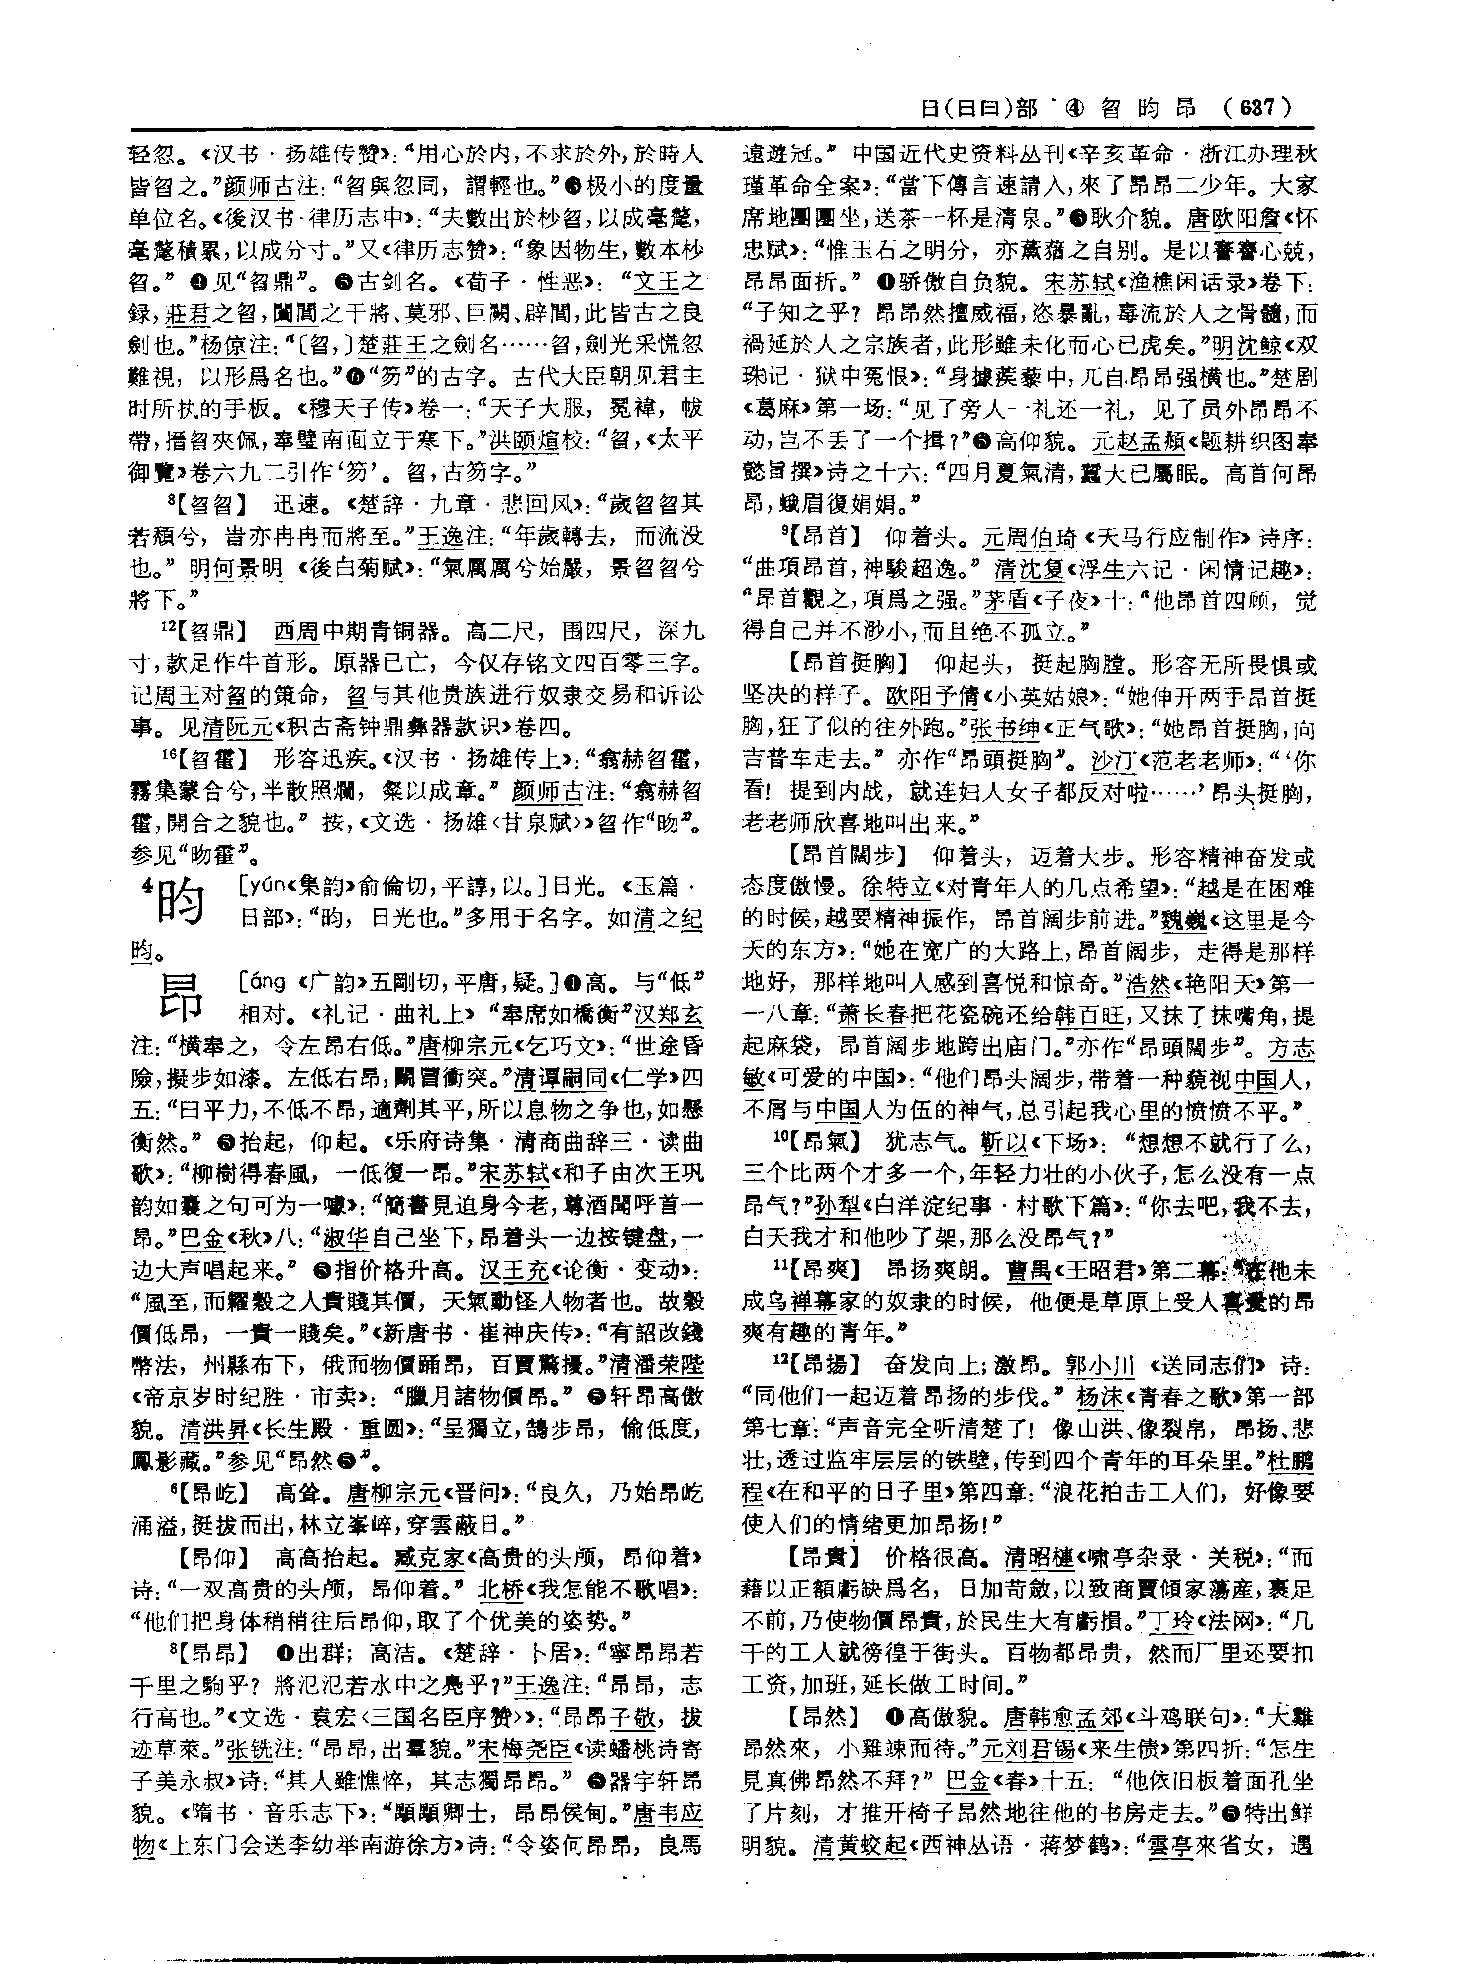 日(日曰)部 ④ 曶 昀 昂 (637)
轻忽。《汉书·扬雄传赞》：“用心於内，不求於外，於時人
皆曶之。”颜师古注：“曶與忽同，謂輕也。”❸极小的度量
单位名。《後汉书·律历志中》：“夫數出於杪曶，以成毫氂，
毫氂積累，以成分寸。”又《律历志赞》：“象因物生，數本杪
曶。” ❹见“曶鼎”。❺古剑名。《荀子·性恶》：“文王之
録，莊君之曶，闔閭之干將、莫邪、巨闕、辟閭，此皆古之良
劍也。”杨倞注：“〔曶，〕楚莊王之劍名……曶，劍光采慌忽
難視，以形爲名也。”❻“笏”的古字。古代大臣朝见君主
时所执的手板。《穆天子传》卷一：“天子大服，冕禕，帗
帶，搢曶夾佩，奉璧南面立于寒下。”洪颐煊校：“曶，《太平
御覽》卷六九二引作‘笏’。曶，古笏字。”
⁸【曶曶】 迅速。《楚辞·九章·悲回风》：“歲曶曶其
若頽兮，旹亦冉冉而將至。”王逸注：“年歲轉去，而流没
也。”明何景明《後白菊赋》：“氣厲厲兮始嚴，景曶曶兮
將下。”
¹²【曶鼎】 西周中期青铜器。高二尺，围四尺，深九
寸，款足作牛首形。原器已亡，今仅存铭文四百零三字。
记周王对曶的策命，曶与其他贵族进行奴隶交易和诉讼
事。见清阮元《积古斋钟鼎彝器款识》卷四。
¹⁶【曶霍】 形容迅疾。《汉书·扬雄传上》：“翕赫曶霍，
霧集蒙合兮，半散照爛，粲以成章。”颜师古注：“翕赫曶
霍，開合之貌也。”按，《文选·扬雄〈甘泉赋〉》曶作“昒”。
参见“昒霍”。
⁴昀 [yún《集韵》俞倫切，平諄，以。]日光。《玉篇·
日部》：“昀，日光也。”多用于名字。如清之纪
昀。
昂 [áng《广韵》五剛切，平唐，疑。]❶高。与“低”
相对。《礼记·曲礼上》“奉席如橋衡”汉郑玄
注：“横奉之，令左昂右低。”唐柳宗元《乞巧文》：“世途昏
險，擬步如漆。左低右昂，鬬冒衝突。”清谭嗣同《仁学》四
五：“曰平力，不低不昂，適劑其平，所以息物之争也，如懸
衡然。” ❷抬起，仰起。《乐府诗集·清商曲辞三·读曲
歌》：“柳樹得春風，一低復一昂。”宋苏轼《和子由次王巩
韵如囊之句可为一噱》：“簡書見迫身今老，尊酒聞呼首一
昂。”巴金《秋》八：“淑华自己坐下，昂着头一边按键盘，一
边大声唱起来。” ❸指价格升高。汉王充《论衡·变动》：
“風至，而糴穀之人貴賤其價，天氣動怪人物者也。故穀
價低昂，一貴一賤矣。”《新唐书·崔神庆传》：“有詔改錢
幣法，州縣布下，俄而物價踊昂，百賈驚擾。”清潘荣陛
《帝京岁时纪胜·市卖》：“臘月諸物價昂。” ❹轩昂高傲
貌。清洪昇《长生殿·重圆》：“呈獨立，鵠步昂，偷低度，
鳳影藏。”参见“昂然❶”。
⁶【昂屹】 高耸。唐柳宗元《晋问》：“良久，乃始昂屹
涌溢，挺拔而出，林立峯崪，穿雲蔽日。”
【昂仰】 高高抬起。臧克家《高贵的头颅，昂仰着》
诗：“一双高贵的头颅，昂仰着。”北桥《我怎能不歌唱》：
“他们把身体稍稍往后昂仰，取了个优美的姿势。”
⁸【昂昂】 ❶出群；高洁。《楚辞·卜居》：“寧昂昂若
千里之駒乎？將氾氾若水中之鳧乎？”王逸注：“昂昂，志
行高也。”《文选·袁宏〈三国名臣序赞〉》：“昂昂子敬，拔
迹草萊。”张铣注：“昂昂，出羣貌。”宋梅尧臣《读蟠桃诗寄
子美永叔》诗：“其人雖憔悴，其志獨昂昂。” ❷器宇轩昂
貌。《隋书·音乐志下》：“顒顒卿士，昂昂侯甸。”唐韦应
物《上东门会送李幼举南游徐方》诗：“令姿何昂昂，良馬
遠遊冠。”中国近代史资料丛刊《辛亥革命·浙江办理秋
瑾革命全案》：“當下傳言速請入，來了昂昂二少年。大家
席地團團坐，送茶一杯是清泉。”❸耿介貌。唐欧阳詹《怀
忠赋》：“惟玉石之明分，亦薰蕕之自别。是以謇謇心兢，
昂昂面折。” ❹骄傲自负貌。宋苏轼《渔樵闲话录》卷下：
“子知之乎？昂昂然擅威福，恣暴亂，毒流於人之骨髓，而
禍延於人之宗族者，此形雖未化而心已虎矣。”明沈鲸《双
珠记·狱中冤恨》：“身據蒺藜中，兀自昂昂强横也。”楚剧
《葛麻》第一场：“见了旁人一礼还一礼，见了员外昂昂不
动，岂不丢了一个揖？”❺高仰貌。元赵孟頫《题耕织图奉
懿旨撰》诗之十六：“四月夏氣清，蠶大已屬眠。高首何昂
昂，蛾眉復娟娟。”
⁹【昂首】 仰着头。元周伯琦《天马行应制作》诗序：
“曲項昂首，神駿超逸。”清沈复《浮生六记·闲情记趣》：
“昂首觀之，項爲之强。”茅盾《子夜》十：“他昂首四顾，觉
得自己并不渺小，而且绝不孤立。”
【昂首挺胸】 仰起头，挺起胸膛。形容无所畏惧或
坚决的样子。欧阳予倩《小英姑娘》：“她伸开两手昂首挺
胸，狂了似的往外跑。”张书绅《正气歌》：“她昂首挺胸，向
吉普车走去。”亦作“昂頭挺胸”。沙汀《范老老师》：“‘你
看！提到内战，就连妇人女子都反对啦……’昂头挺胸，
老老师欣喜地叫出来。”
【昂首闊步】 仰着头，迈着大步。形容精神奋发或
态度傲慢。徐特立《对青年人的几点希望》：“越是在困难
的时候，越要精神振作，昂首阔步前进。”魏巍《这里是今
天的东方》：“她在宽广的大路上，昂首阔步，走得是那样
地好，那样地叫人感到喜悦和惊奇。”浩然《艳阳天》第一
一八章：“萧长春把花瓷碗还给韩百旺，又抹了抹嘴角，提
起麻袋，昂首阔步地跨出庙门。”亦作“昂頭闊步”。方志
敏《可爱的中国》：“他们昂头阔步，带着一种藐视中国人，
不屑与中国人为伍的神气，总引起我心里的愤愤不平。”
¹⁰【昂氣】 犹志气。靳以《下场》：“想想不就行了么，
三个比两个才多一个，年轻力壮的小伙子，怎么没有一点
昂气？”孙犁《白洋淀纪事·村歌下篇》：“你去吧，我不去，
白天我才和他吵了架，那么没昂气？”
¹¹【昂爽】 昂扬爽朗。曹禺《王昭君》第二幕：“在他未
成乌禅幕家的奴隶的时候，他便是草原上受人喜爱的昂
爽有趣的青年。”
¹²【昂揚】 奋发向上；激昂。郭小川《送同志们》诗：
“同他们一起迈着昂扬的步伐。”杨沫《青春之歌》第一部
第七章：“声音完全听清楚了！像山洪、像裂帛，昂扬、悲
壮，透过监牢层层的铁壁，传到四个青年的耳朵里。”杜鹏
程《在和平的日子里》第四章：“浪花拍击工人们，好像要
使人们的情绪更加昂扬！”
【昂貴】 价格很高。清昭槤《啸亭杂录·关税》：“而
藉以正額虧缺爲名，日加苛斂，以致商賈傾家蕩産，裹足
不前，乃使物價昂貴，於民生大有虧損。”丁玲《法网》：“几
千的工人就徬徨于街头。百物都昂贵，然而厂里还要扣
工资，加班，延长做工时间。”
【昂然】 ❶高傲貌。唐韩愈孟郊《斗鸡联句》：“大雞
昂然來，小雞竦而待。”元刘君锡《来生债》第四折：“怎生
見真佛昂然不拜？”巴金《春》十五：“他依旧板着面孔坐
了片刻，才推开椅子昂然地往他的书房走去。”❷特出鲜
明貌。清黄蛟起《西神丛语·蒋梦鹤》：“雲亭來省女，遇